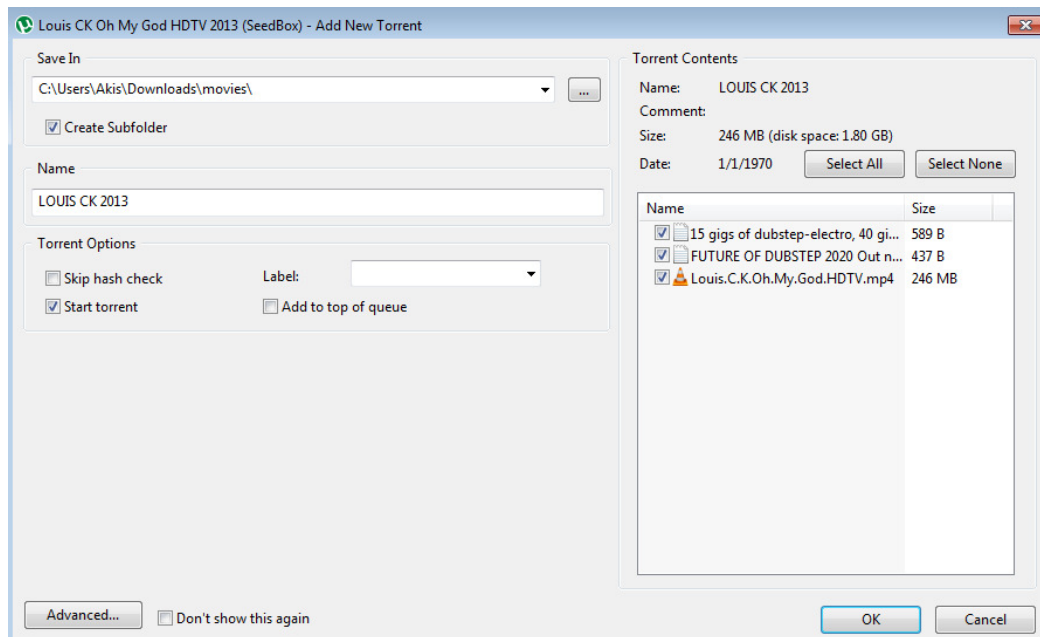 Louis CK Oh My God HDTV 2013 (SeedBox) - Add New Torrent
Save In
C:\Users\Akis\Downloads\movies\
...
Create Subfolder
Name
LOUIS CK 2013
Torrent Options
Skip hash check
Label:
Start torrent
Add to top of queue
Advanced...
Don't show this again
Torrent Contents
Name: LOUIS CK 2013
Comment:
Size: 246 MB (disk space: 1.80 GB)
Date: 1/1/1970 Select All Select None
Name Size
15 gigs of dubstep-electro, 40 gi... 589 B
FUTURE OF DUBSTEP 2020 Out n... 437 B
Louis.C.K.Oh.My.God.HDTV.mp4 246 MB
OK Cancel